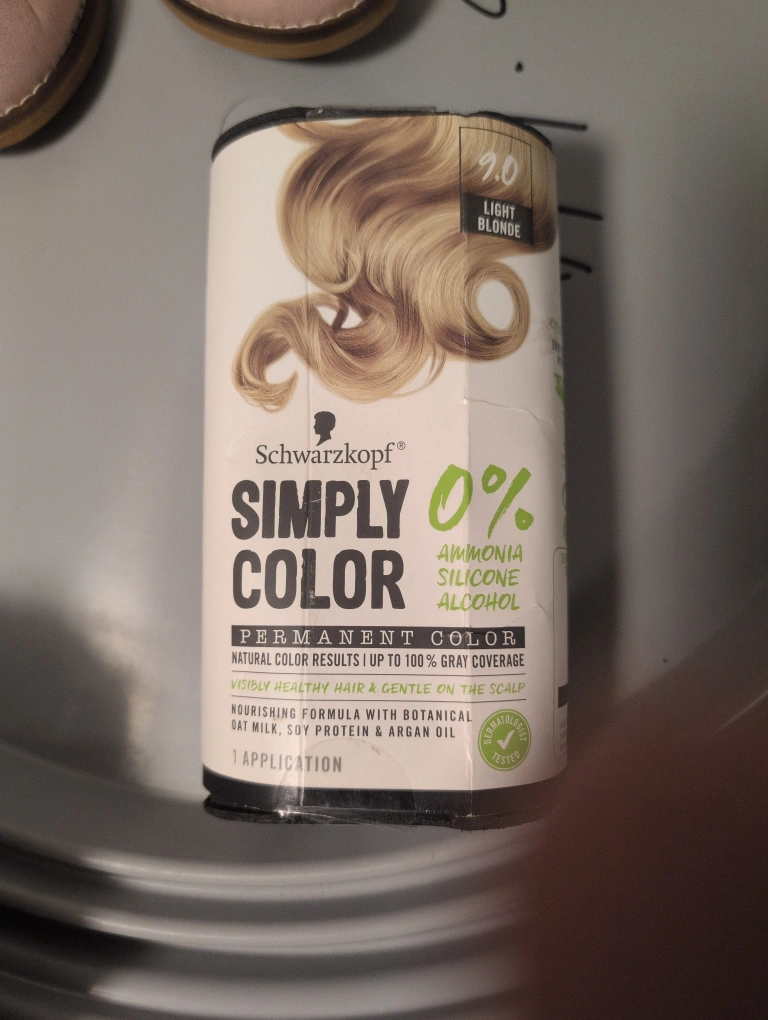 9.0
LIGHT
BLONDE
Schwarzkopf®
SIMPLY
COLOR
0%
AMMONIA
SILICONE
ALCOHOL
PERMANENT COLOR
NATURAL COLOR RESULTS | UP TO 100% GRAY COVERAGE
VISIBLY HEALTHY HAIR & GENTLE ON THE SCALP
NOURISHING FORMULA WITH BOTANICAL
OAT MILK, SOY PROTEIN & ARGAN OIL
DERMATOLOGIST
TESTED
1 APPLICATION